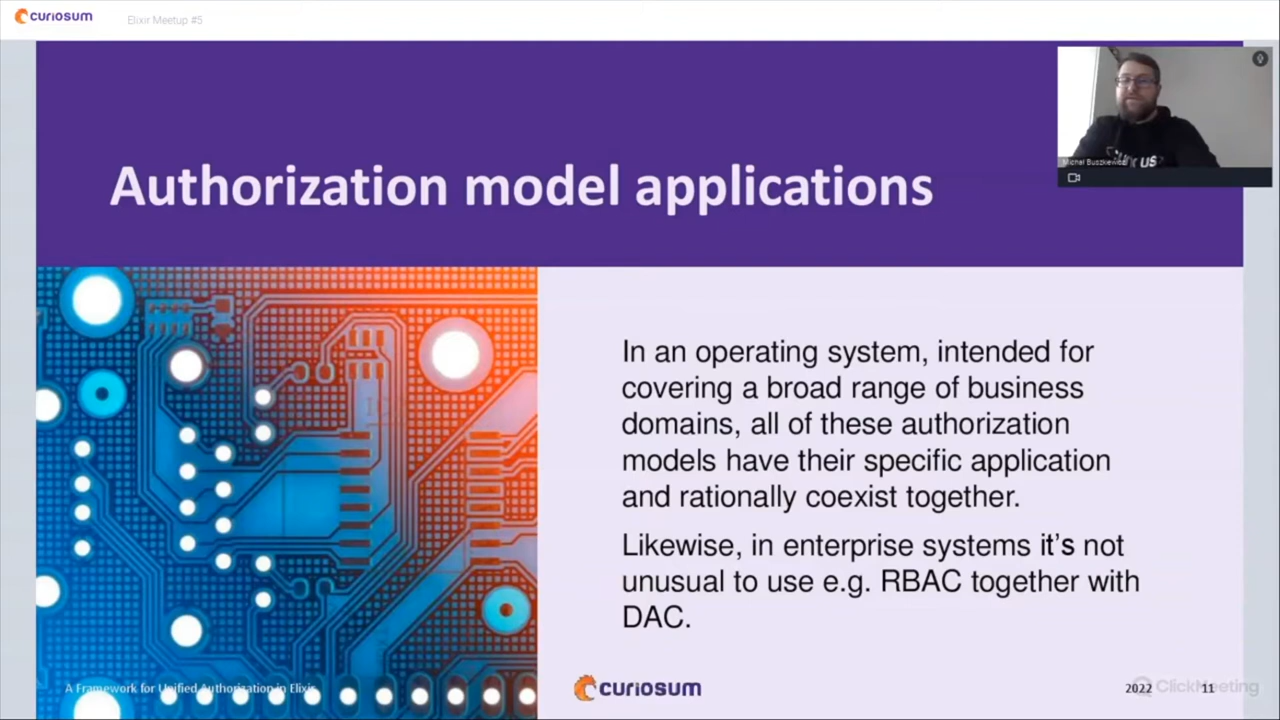 curiosum
Elixir Meetup #5
Authorization model applications
Michał Buszkiewicz
In an operating system, intended for
covering a broad range of business
domains, all of these authorization
models have their specific application
and rationally coexist together.
Likewise, in enterprise systems it's not
unusual to use e.g. RBAC together with
DAC.
A Framework for Unified Authorization in Elixir
curiosum
2022
ClickMeeting
11